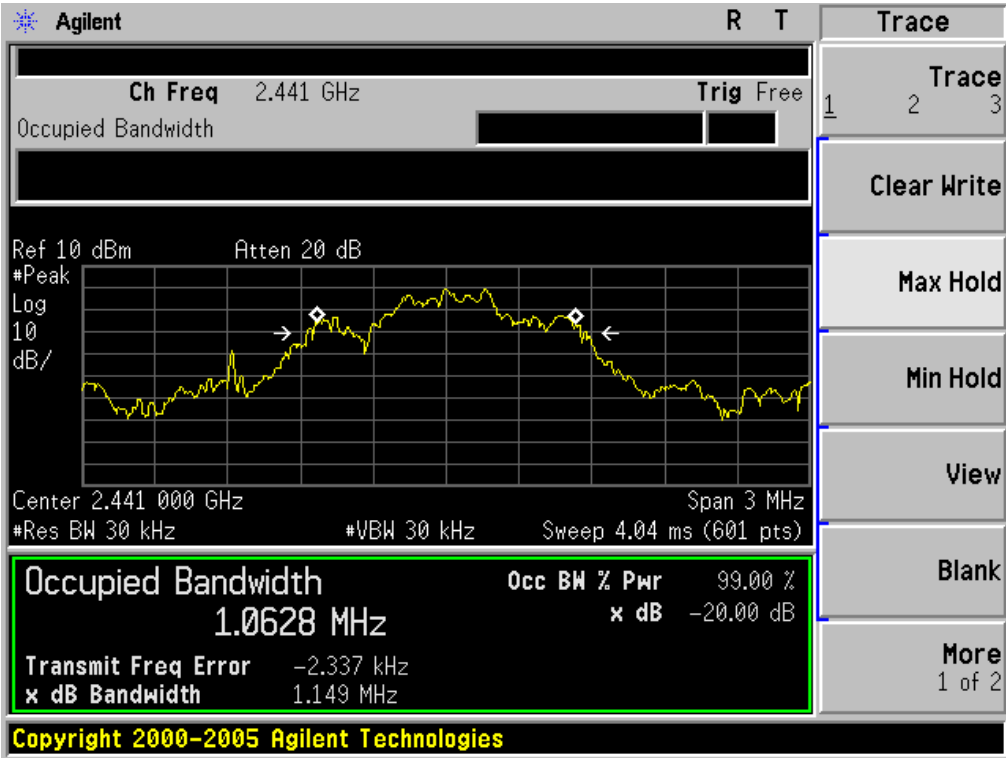 Agilent R T Trace
Ch Freq 2.441 GHz Trig Free
Occupied Bandwidth
Trace
1 2 3
Clear Write
Max Hold
Min Hold
View
Blank
More
1 of 2
Ref 10 dBm Atten 20 dB
#Peak
Log
10
dB/
Center 2.441 000 GHz Span 3 MHz
#Res BW 30 kHz #VBW 30 kHz Sweep 4.04 ms (601 pts)
Occupied Bandwidth Occ BW % Pwr 99.00 %
1.0628 MHz x dB -20.00 dB
Transmit Freq Error -2.337 kHz
x dB Bandwidth 1.149 MHz
Copyright 2000-2005 Agilent Technologies